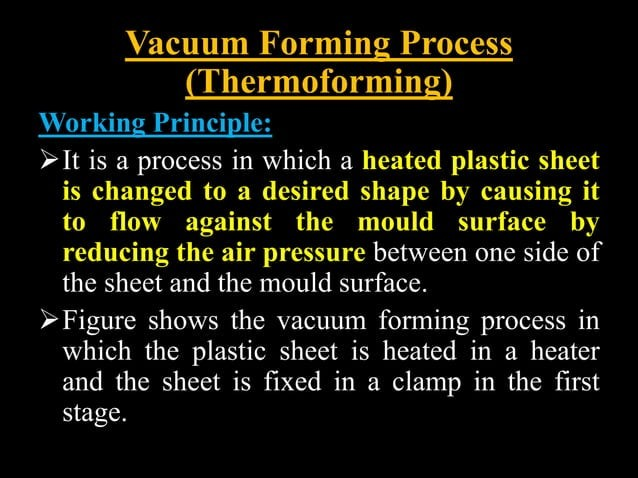 Vacuum Forming Process
(Thermoforming)
Working Principle:
➢It is a process in which a heated plastic sheet
is changed to a desired shape by causing it
to flow against the mould surface by
reducing the air pressure between one side of
the sheet and the mould surface.
➢Figure shows the vacuum forming process in
which the plastic sheet is heated in a heater
and the sheet is fixed in a clamp in the first
stage.